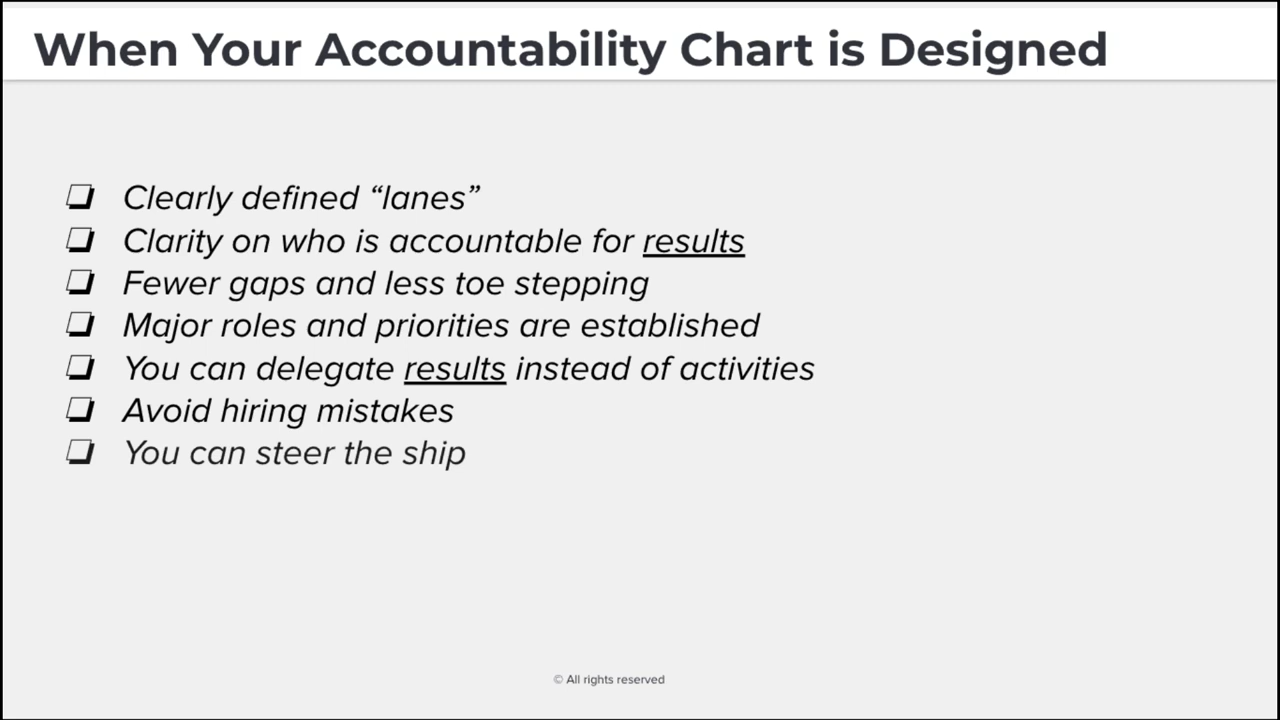 When Your Accountability Chart is Designed
❏ Clearly defined “lanes”
❏ Clarity on who is accountable for results
❏ Fewer gaps and less toe stepping
❏ Major roles and priorities are established
❏ You can delegate results instead of activities
❏ Avoid hiring mistakes
❏ You can steer the ship
© All rights reserved